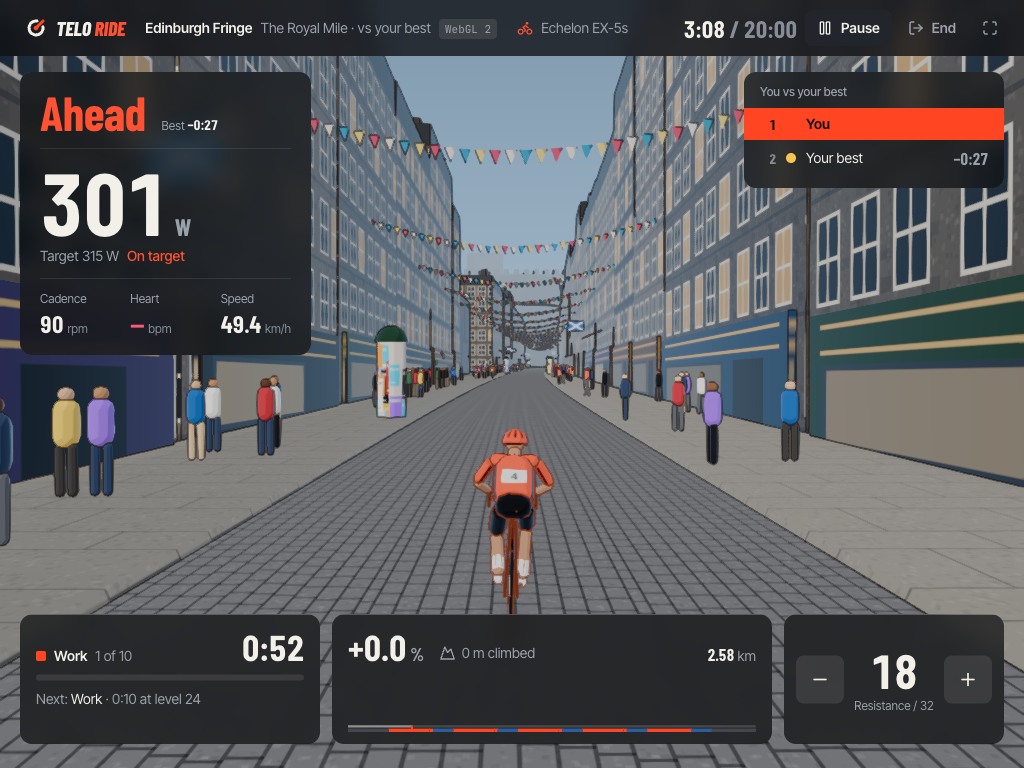 TELO RIDE
Edinburgh Fringe The Royal Mile · vs your best WebGL 2 Echelon EX-5s
3:08 / 20:00 Pause End
Ahead Best −0:27
301 W
Target 315 W On target
Cadence Heart Speed
90 rpm — bpm 49.4 km/h
You vs your best
1 You
2 Your best −0:27
4
Work 1 of 10 0:52
Next: Work · 0:10 at level 24
+0.0 % 0 m climbed 2.58 km
− 18 +
Resistance / 32